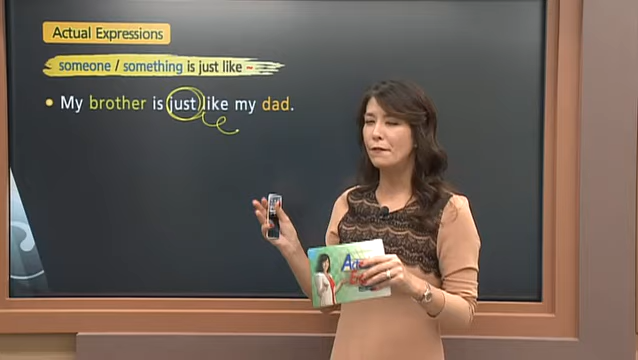 Actual Expressions
someone / something is just like ~
• My brother is just like my dad.